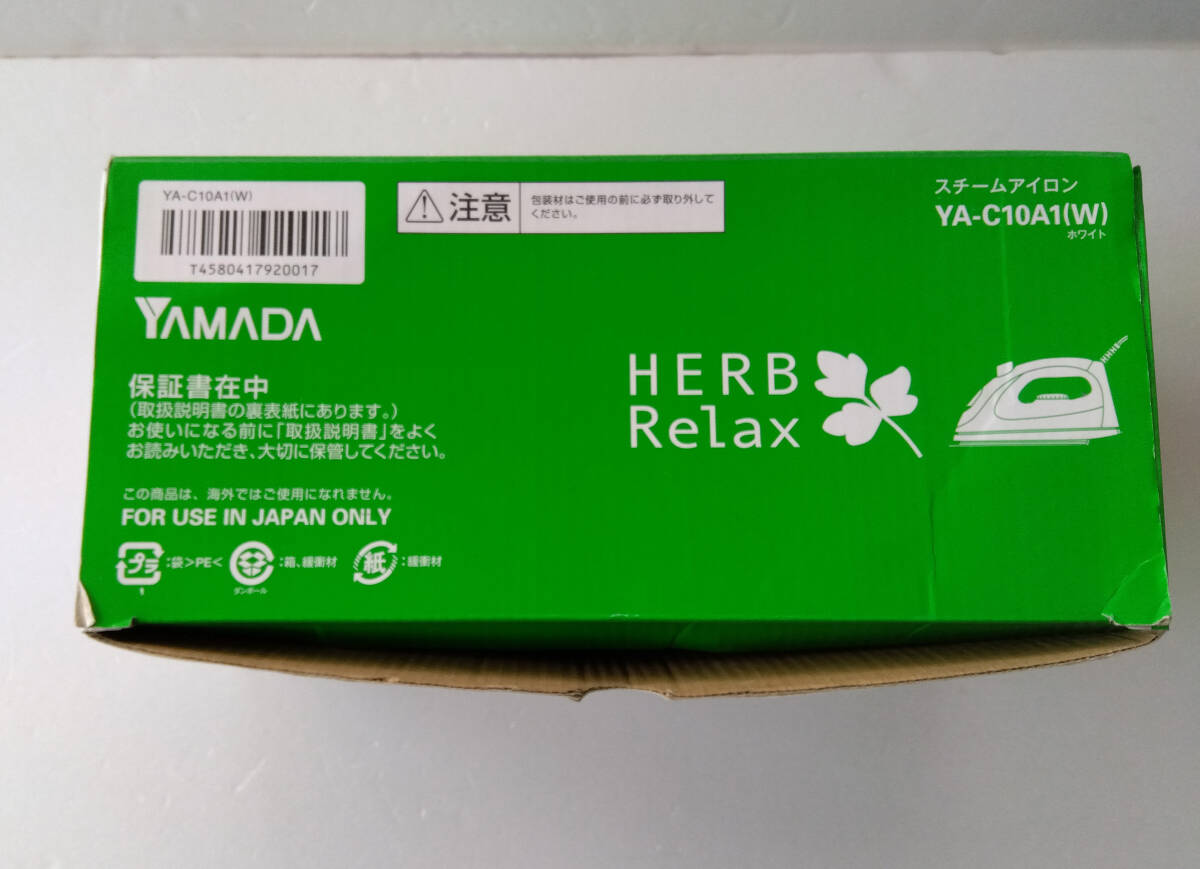 YA-C10A1(W)
T4580417920017
注意
包装材はご使用の前に必ず取り外して
ください。
スチームアイロン
YA-C10A1(W)
ホワイト
YAMADA
保証書在中
(取扱説明書の裏表紙にあります。)
お使いになる前に「取扱説明書」をよく
お読みいただき、大切に保管してください。
この商品は、海外ではご使用になれません。
FOR USE IN JAPAN ONLY
プラ :袋>PE<
:箱、緩衝材
ダンボール
紙 :緩衝材
HERB
Relax